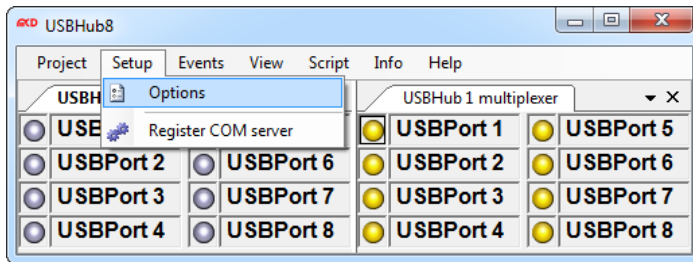 MCD USBHub8
Project Setup Events View Script Info Help
USBH
Options
USBHub 1 multiplexer
Register COM server
USBPort 1 USBPort 5
USBPort 2 USBPort 6 USBPort 2 USBPort 6
USBPort 3 USBPort 7 USBPort 3 USBPort 7
USBPort 4 USBPort 8 USBPort 4 USBPort 8